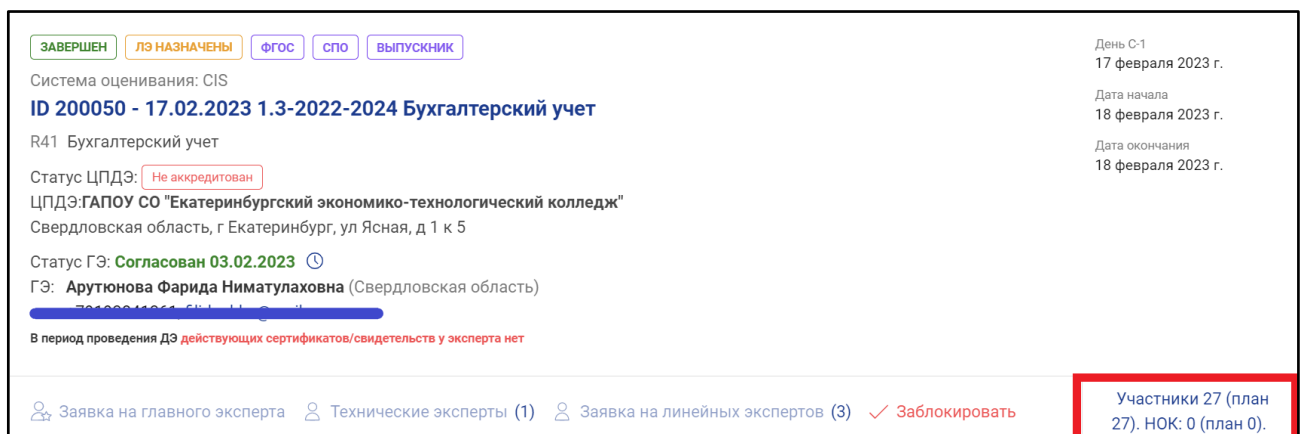 ЗАВЕРШЕН ЛЭ НАЗНАЧЕНЫ ФГОС СПО ВЫПУСКНИК
Система оценивания: CIS
ID 200050 - 17.02.2023 1.3-2022-2024 Бухгалтерский учет
R41 Бухгалтерский учет
Статус ЦПДЭ: Не аккредитован
ЦПДЭ:ГАПОУ СО "Екатеринбургский экономико-технологический колледж"
Свердловская область, г Екатеринбург, ул Ясная, д 1 к 5
Статус ГЭ: Согласован 03.02.2023
ГЭ: Арутюнова Фарида Ниматулаховна (Свердловская область)
В период проведения ДЭ действующих сертификатов/свидетельств у эксперта нет
День С-1
17 февраля 2023 г.
Дата начала
18 февраля 2023 г.
Дата окончания
18 февраля 2023 г.
Заявка на главного эксперта Технические эксперты (1) Заявка на линейных экспертов (3) Заблокировать
Участники 27 (план
27). НОК: 0 (план 0).